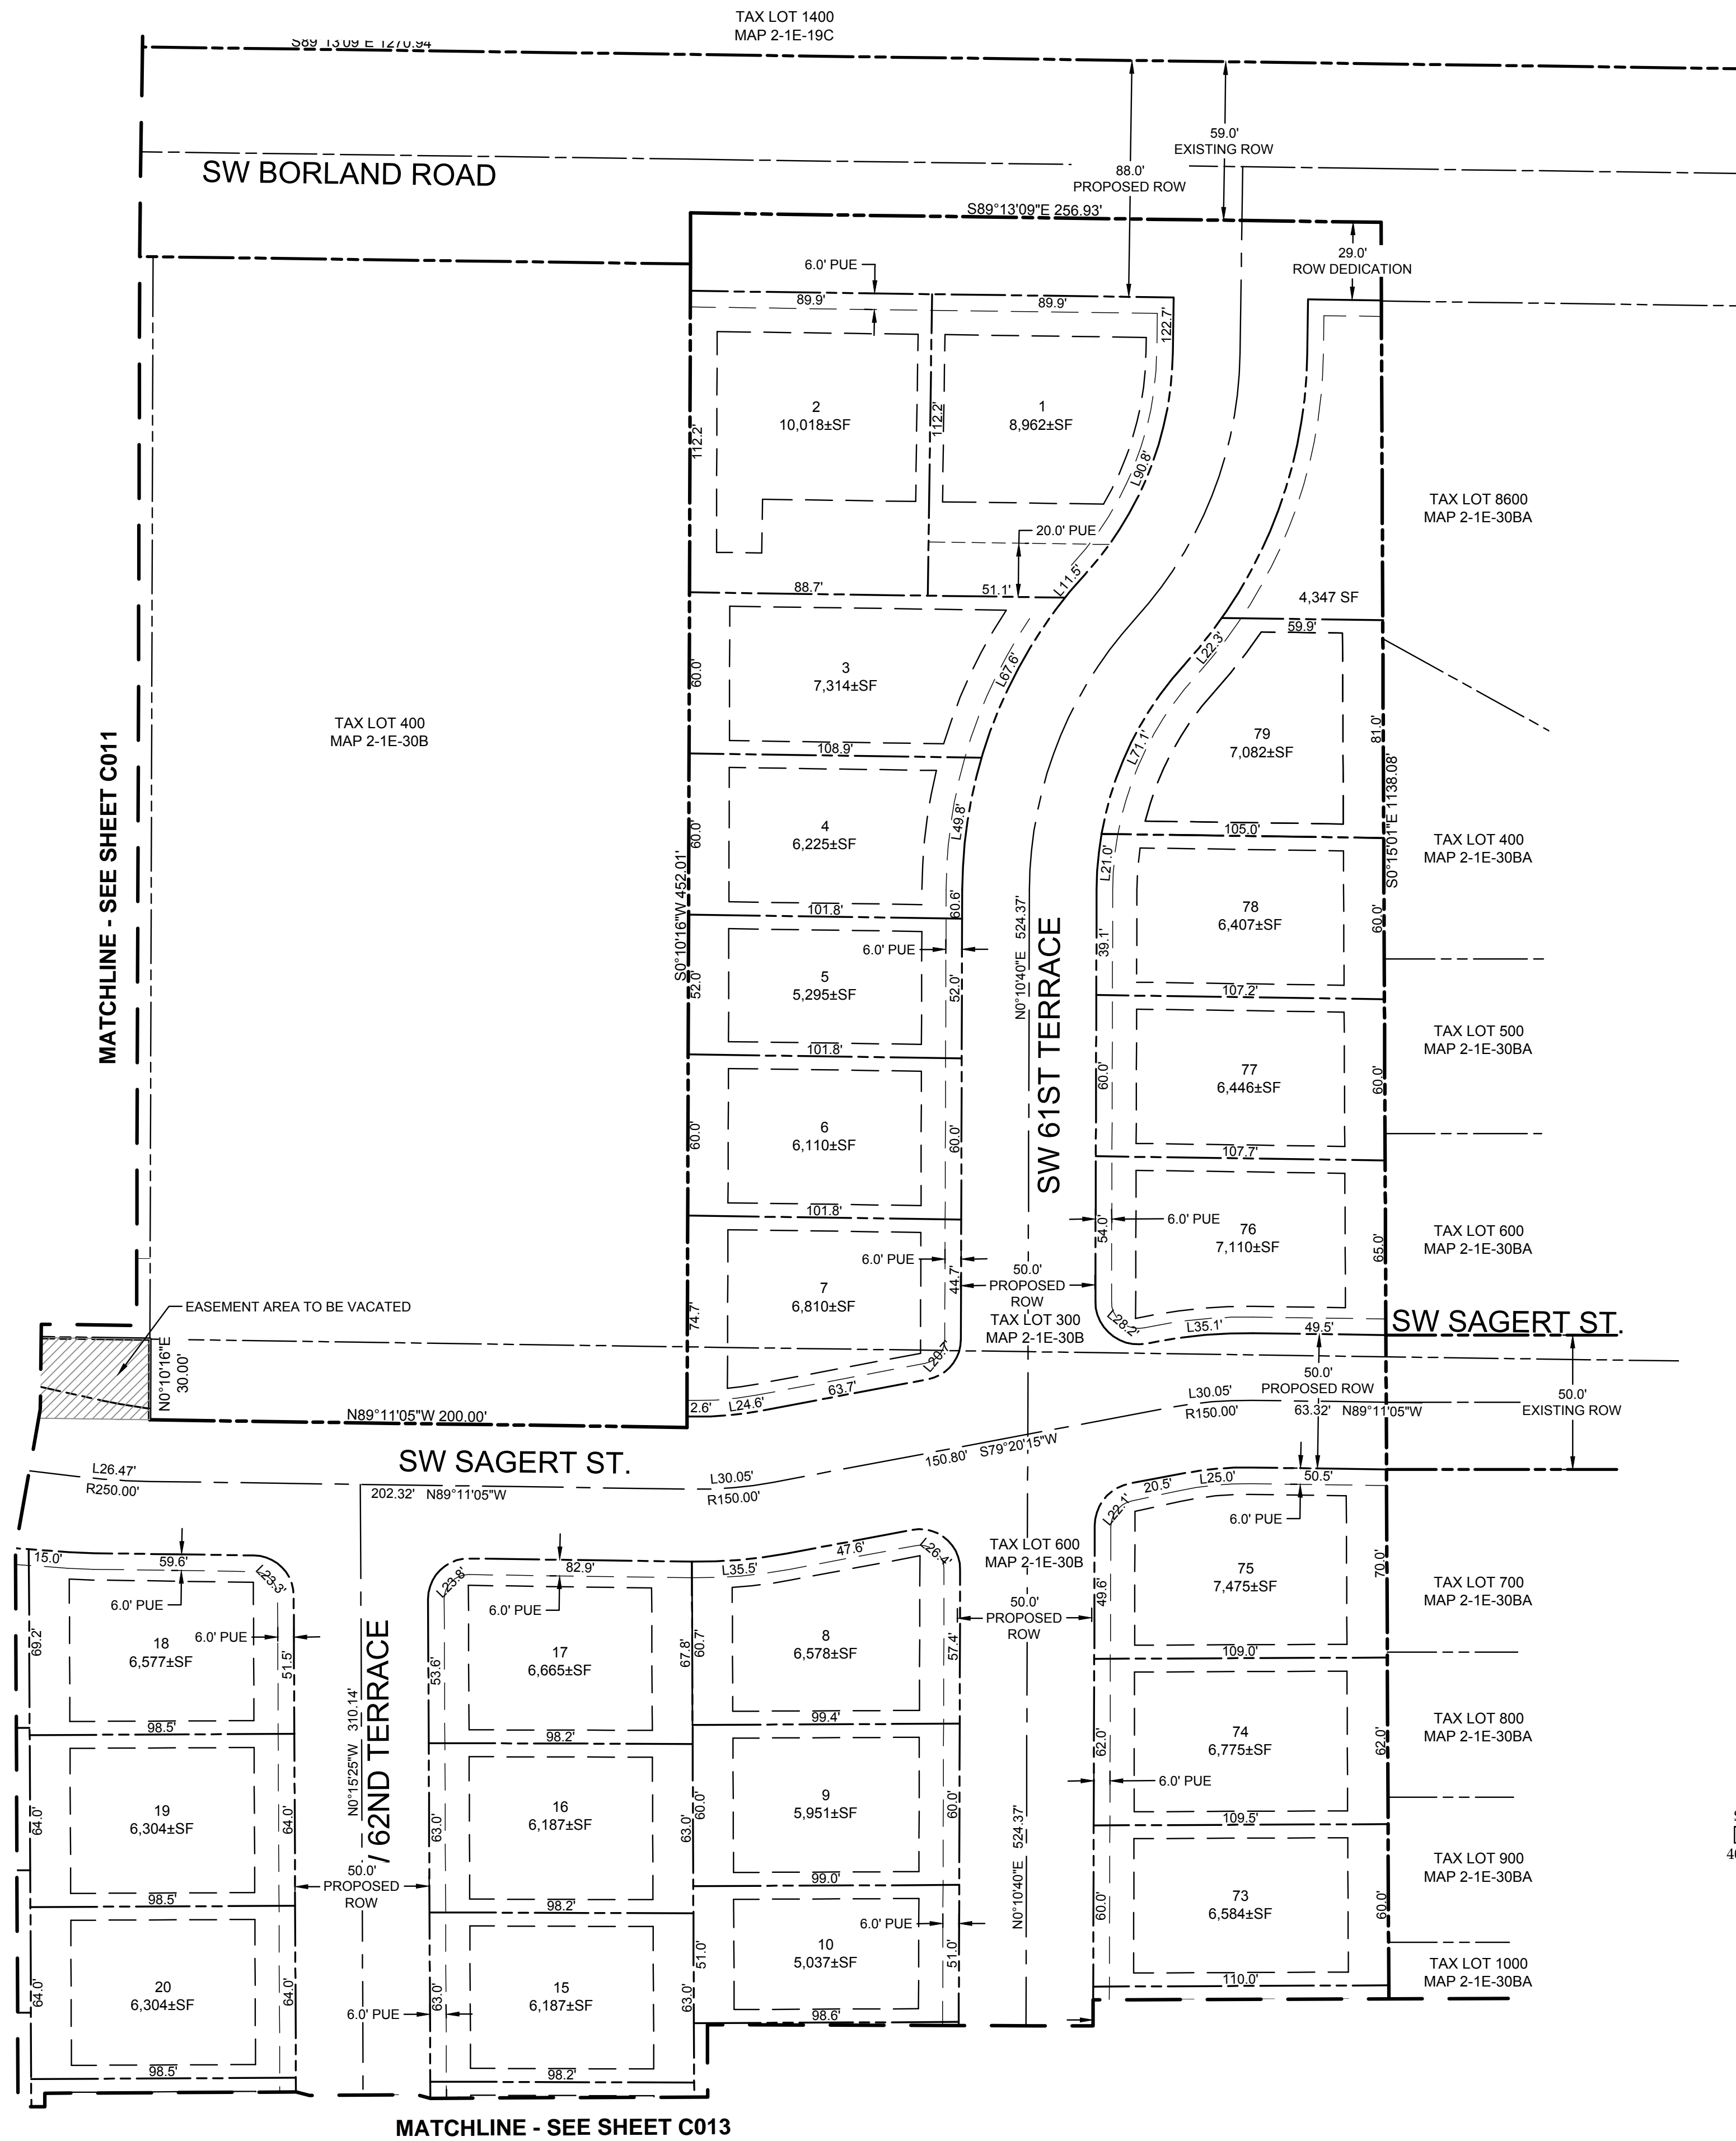 TAX LOT 1400
MAP 2-1E-19C
S89°13'09"E 1270.94'
SW BORLAND ROAD
59.0'
EXISTING ROW
88.0'
PROPOSED ROW
S89°13'09"E 256.93'
29.0'
ROW DEDICATION
6.0' PUE
89.9'
89.9'
122.7'
2
10,018±SF
1
8,962±SF
112.2'
112.2'
L90.8'
20.0' PUE
L11.5'
88.7'
51.1'
TAX LOT 8600
MAP 2-1E-30BA
4,347 SF
59.9'
L22.3'
3
7,314±SF
60.0'
L67.6'
108.9'
TAX LOT 400
MAP 2-1E-30B
MATCHLINE - SEE SHEET C011
79
7,082±SF
L71.1'
81.0'
S0°15'01"E 1138.08'
105.0'
4
6,225±SF
60.0'
L49.8'
60.6'
101.8'
S0°10'16"W 452.01'
TAX LOT 400
MAP 2-1E-30BA
L21.0'
39.1'
78
6,407±SF
60.0'
107.2'
6.0' PUE
5
5,295±SF
52.0'
52.0'
101.8'
N0°10'40"E 524.37'
SW 61ST TERRACE
TAX LOT 500
MAP 2-1E-30BA
77
6,446±SF
60.0'
60.0'
107.7'
6
6,110±SF
60.0'
60.0'
101.8'
6.0' PUE
76
7,110±SF
54.0'
65.0'
TAX LOT 600
MAP 2-1E-30BA
6.0' PUE
7
6,810±SF
44.7'
74.7'
50.0'
PROPOSED
ROW
TAX LOT 300
MAP 2-1E-30B
L28.2'
L35.1'
49.5'
SW SAGERT ST.
EASEMENT AREA TO BE VACATED
N0°10'16"E
30.00'
L20.7'
63.7'
L24.6'
2.6'
N89°11'05"W 200.00'
50.0'
PROPOSED ROW
L30.05'
R150.00'
63.32'
N89°11'05"W
50.0'
EXISTING ROW
SW SAGERT ST.
150.80'
S79°20'15"W
L26.47'
R250.00'
202.32'
N89°11'05"W
L30.05'
R150.00'
L22.1'
20.5'
L25.0'
50.5'
6.0' PUE
15.0'
59.6'
L23.3'
6.0' PUE
6.0' PUE
18
6,577±SF
69.2'
51.5'
98.5'
L23.8'
82.9'
6.0' PUE
17
6,665±SF
53.6'
67.8'
98.2'
L35.5'
47.6'
L26.4'
8
6,578±SF
60.7'
57.4'
99.4'
TAX LOT 600
MAP 2-1E-30B
50.0'
PROPOSED
ROW
75
7,475±SF
49.6'
70.0'
109.0'
TAX LOT 700
MAP 2-1E-30BA
N0°15'25"W 310.14'
/ 62ND TERRACE
19
6,304±SF
64.0'
64.0'
98.5'
50.0'
PROPOSED
ROW
16
6,187±SF
63.0'
63.0'
98.2'
9
5,951±SF
60.0'
60.0'
99.0'
74
6,775±SF
62.0'
62.0'
6.0' PUE
109.5'
TAX LOT 800
MAP 2-1E-30BA
N0°10'40"E 524.37'
TAX LOT 900
MAP 2-1E-30BA
73
6,584±SF
60.0'
60.0'
110.0'
6.0' PUE
10
5,037±SF
51.0'
51.0'
98.6'
TAX LOT 1000
MAP 2-1E-30BA
20
6,304±SF
64.0'
64.0'
98.5'
15
6,187±SF
63.0'
63.0'
6.0' PUE
98.2'
MATCHLINE - SEE SHEET C013